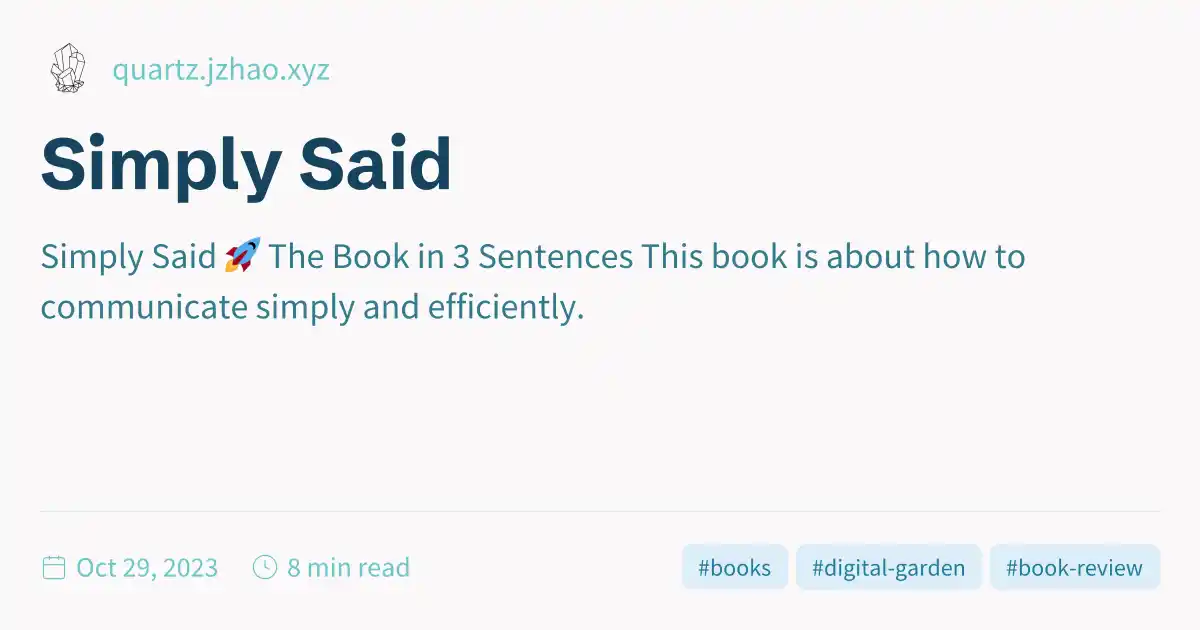 quartz.jzhao.xyz
Simply Said
Simply Said 🚀 The Book in 3 Sentences This book is about how to
communicate simply and efficiently.
Oct 29, 2023 8 min read #books #digital-garden #book-review